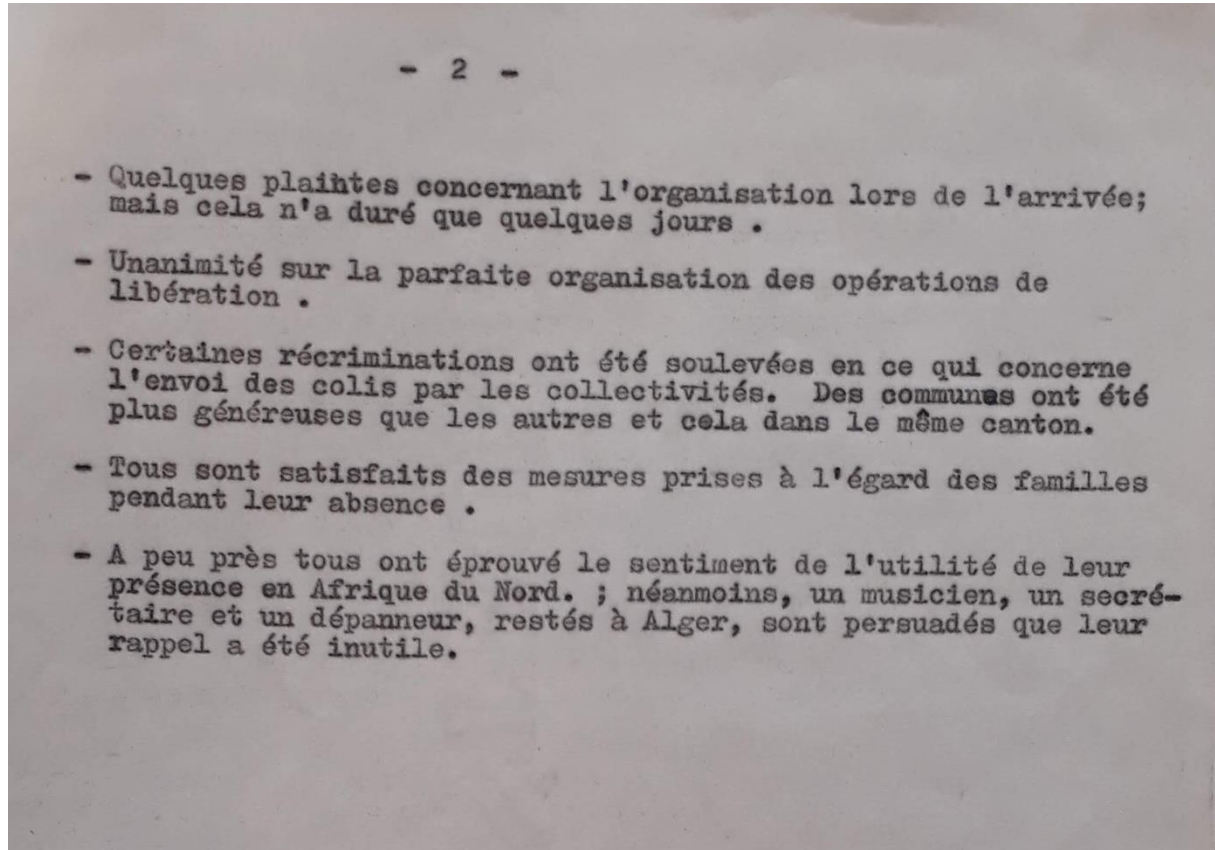 - 2 -
- Quelques plaintes concernant l'organisation lors de l'arrivée;
mais cela n'a duré que quelques jours .
- Unanimité sur la parfaite organisation des opérations de
libération .
- Certaines récriminations ont été soulevées en ce qui concerne
l'envoi des colis par les collectivités. Des communes ont été
plus généreuses que les autres et cela dans le même canton.
- Tous sont satisfaits des mesures prises à l'égard des familles
pendant leur absence .
- A peu près tous ont éprouvé le sentiment de l'utilité de leur
présence en Afrique du Nord. ; néanmoins, un musicien, un secré-
taire et un dépanneur, restés à Alger, sont persuadés que leur
rappel a été inutile.